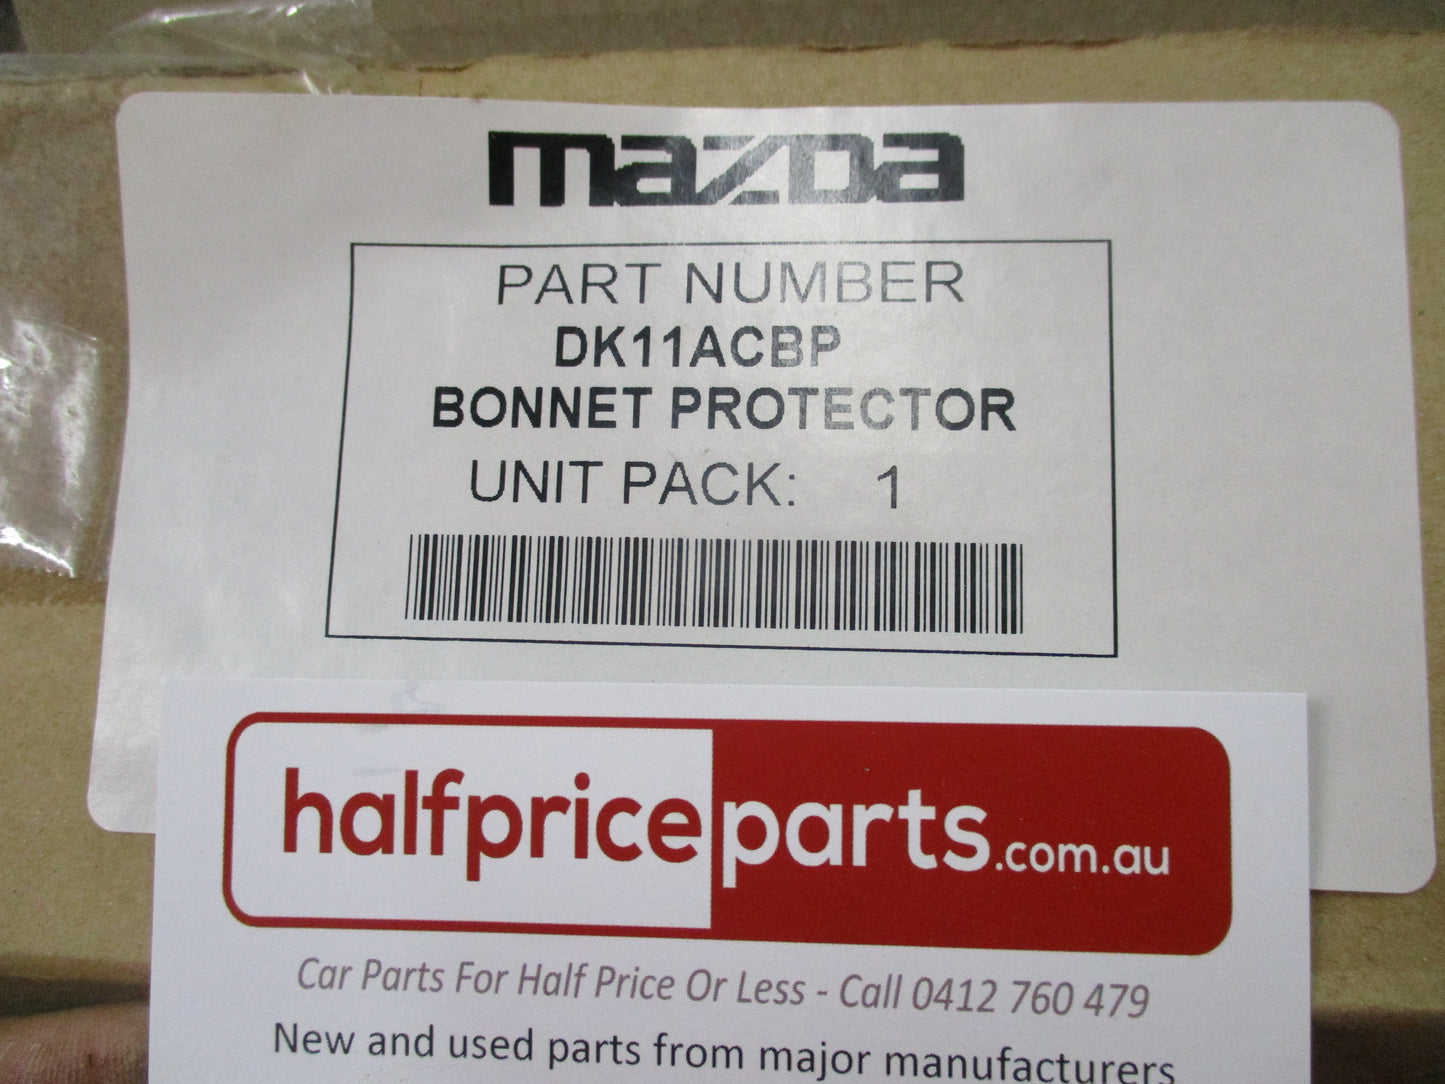 mazda
PART NUMBER
DK11ACBP
BONNET PROTECTOR
UNIT PACK: 1
halfpriceparts.com.au
Car Parts For Half Price Or Less - Call 0412 760 479
New and used parts from major manufacturers